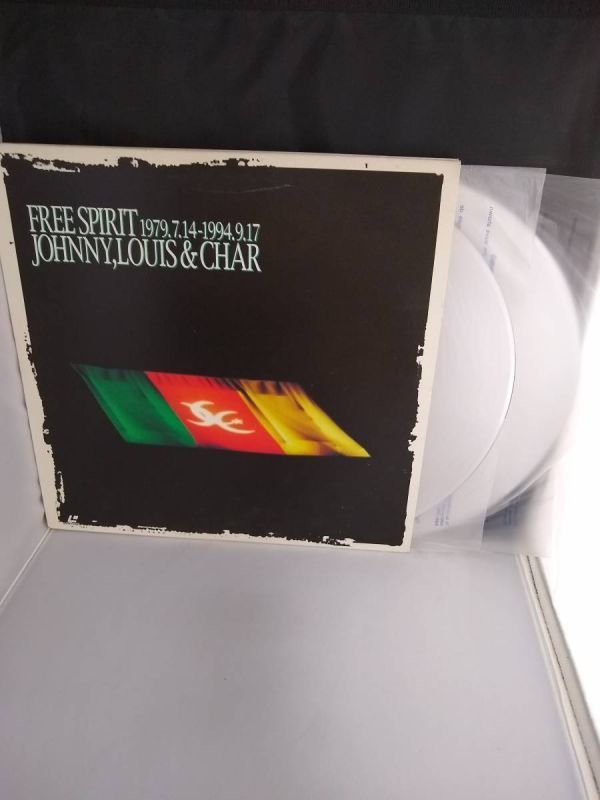 FREE SPIRIT 1979.7.14-1994.9.17
JOHNNY,LOUIS & CHAR